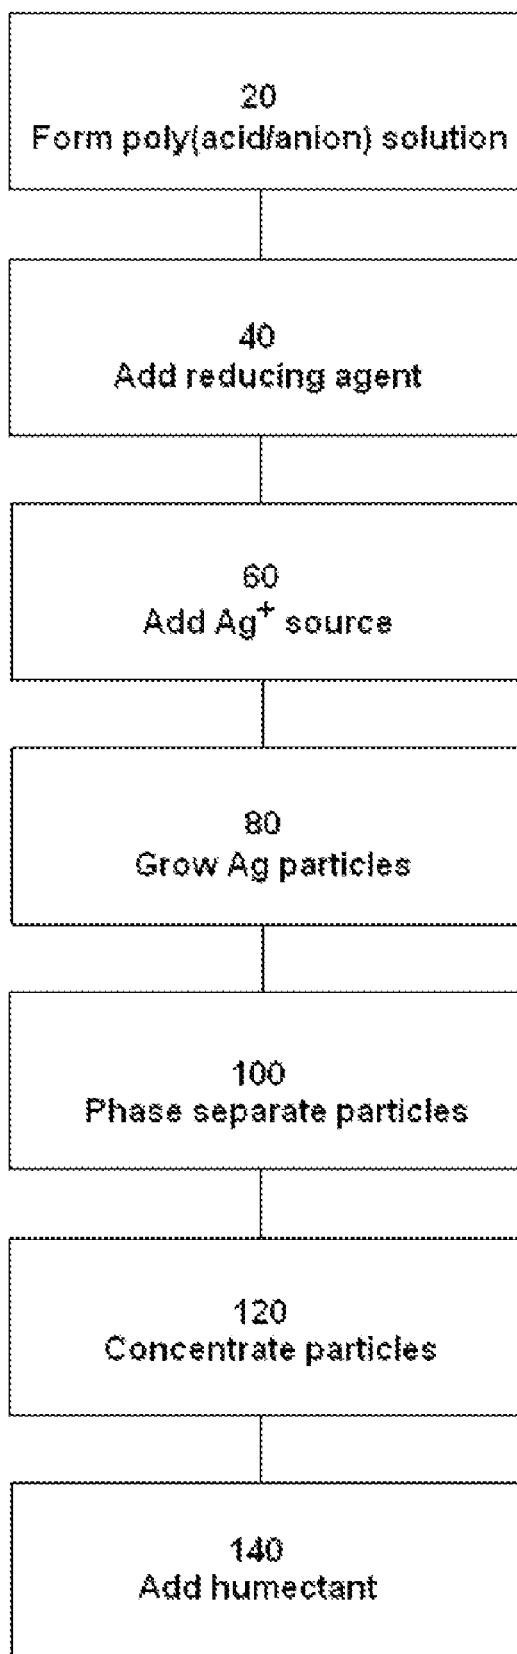 20
Form poly(acid/anion) solution
40
Add reducing agent
60
Add Ag⁺ source
80
Grow Ag particles
100
Phase separate particles
120
Concentrate particles
140
Add humectant